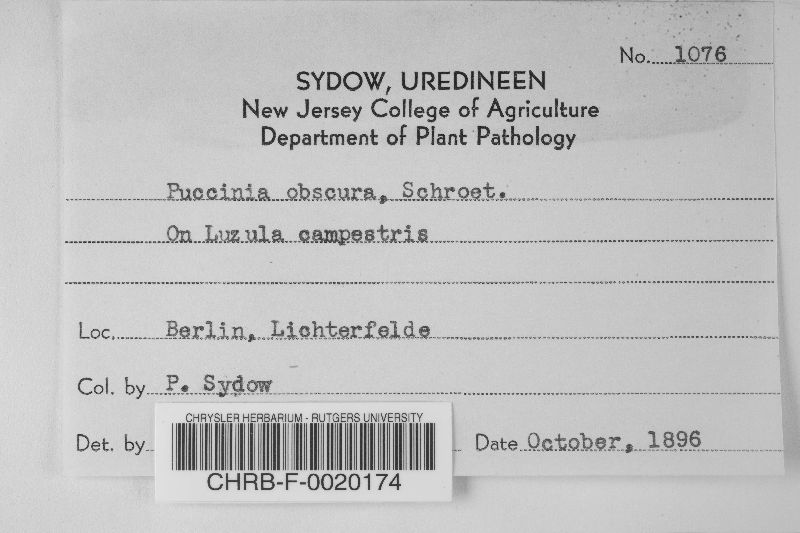 No. 1076
SYDOW, UREDINEEN
New Jersey College of Agriculture
Department of Plant Pathology
Puccinia obscura, Schroet.
On Luzula campestris
Loc. Berlin, Lichterfelde
Col. by P. Sydow
Det. by
Date October, 1896
CHRYSLER HERBARIUM - RUTGERS UNIVERSITY
CHRB-F-0020174